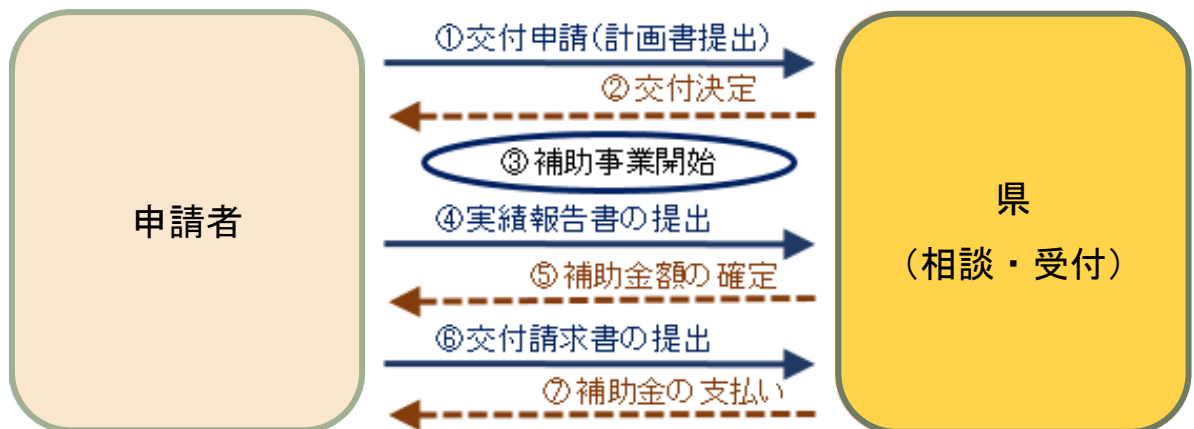 申請者
①交付申請(計画書提出)
②交付決定
③補助事業開始
④実績報告書の提出
⑤補助金額の確定
⑥交付請求書の提出
⑦補助金の支払い
県
（相談・受付）